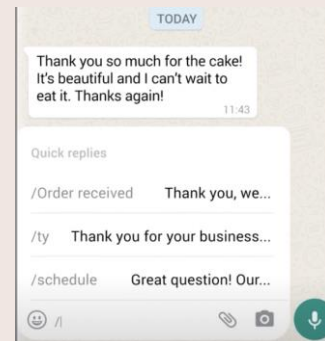 TODAY
Thank you so much for the cake!
It's beautiful and I can't wait to
eat it. Thanks again!
11:43
Quick replies
/Order received Thank you, we...
/ty Thank you for your business...
/schedule Great question! Our...
/